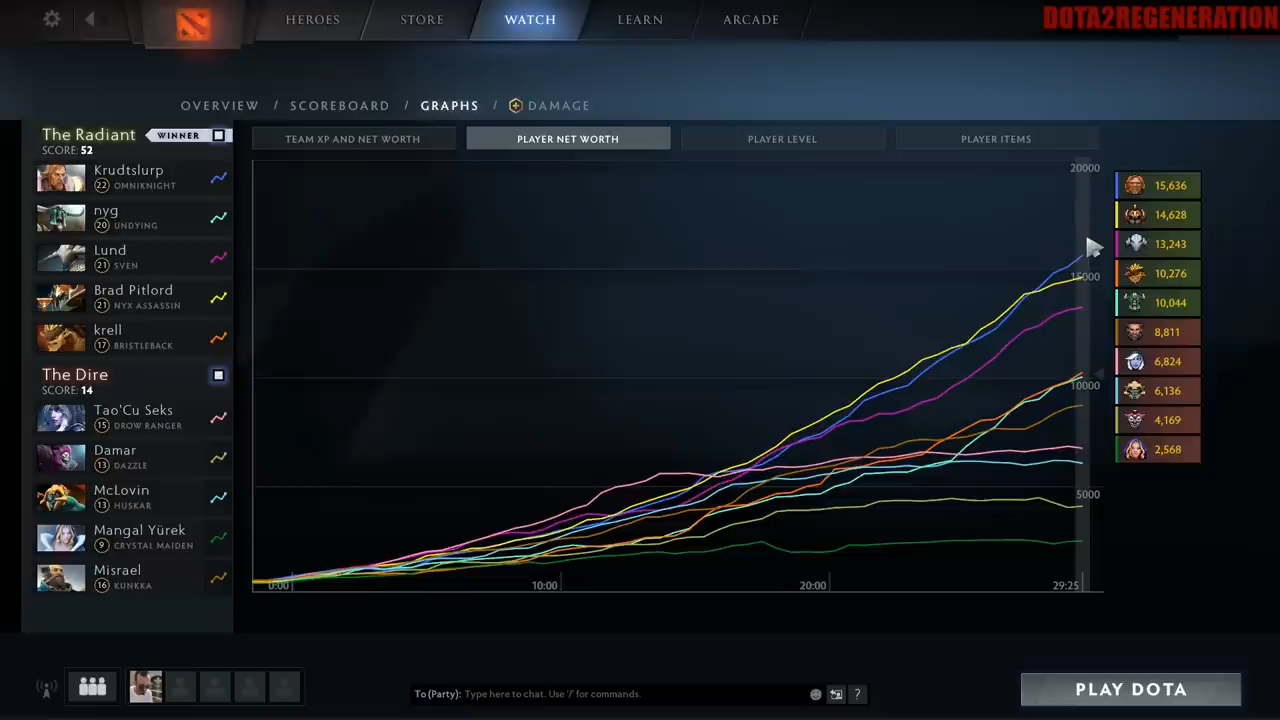 HEROES STORE WATCH LEARN ARCADE
DOTA2REGENERATION
OVERVIEW / SCOREBOARD / GRAPHS / DAMAGE
The Radiant WINNER
SCORE: 52
Krudtslurp
22 OMNIKNIGHT
nyg
20 UNDYING
Lund
21 SVEN
Brad Pitlord
21 NYX ASSASSIN
krell
17 BRISTLEBACK
The Dire
SCORE: 14
Tao'Cu Seks
15 DROW RANGER
Damar
13 DAZZLE
McLovin
13 HUSKAR
Mangal Yürek
9 CRYSTAL MAIDEN
Misrael
16 KUNKKA
TEAM XP AND NET WORTH PLAYER NET WORTH PLAYER LEVEL PLAYER ITEMS
20000
15000
10000
5000
0:00 10:00 20:00 29:25
15,636
14,628
13,243
10,276
10,044
8,811
6,824
6,136
4,169
2,568
To (Party): Type here to chat. Use '/' for commands.
?
PLAY DOTA